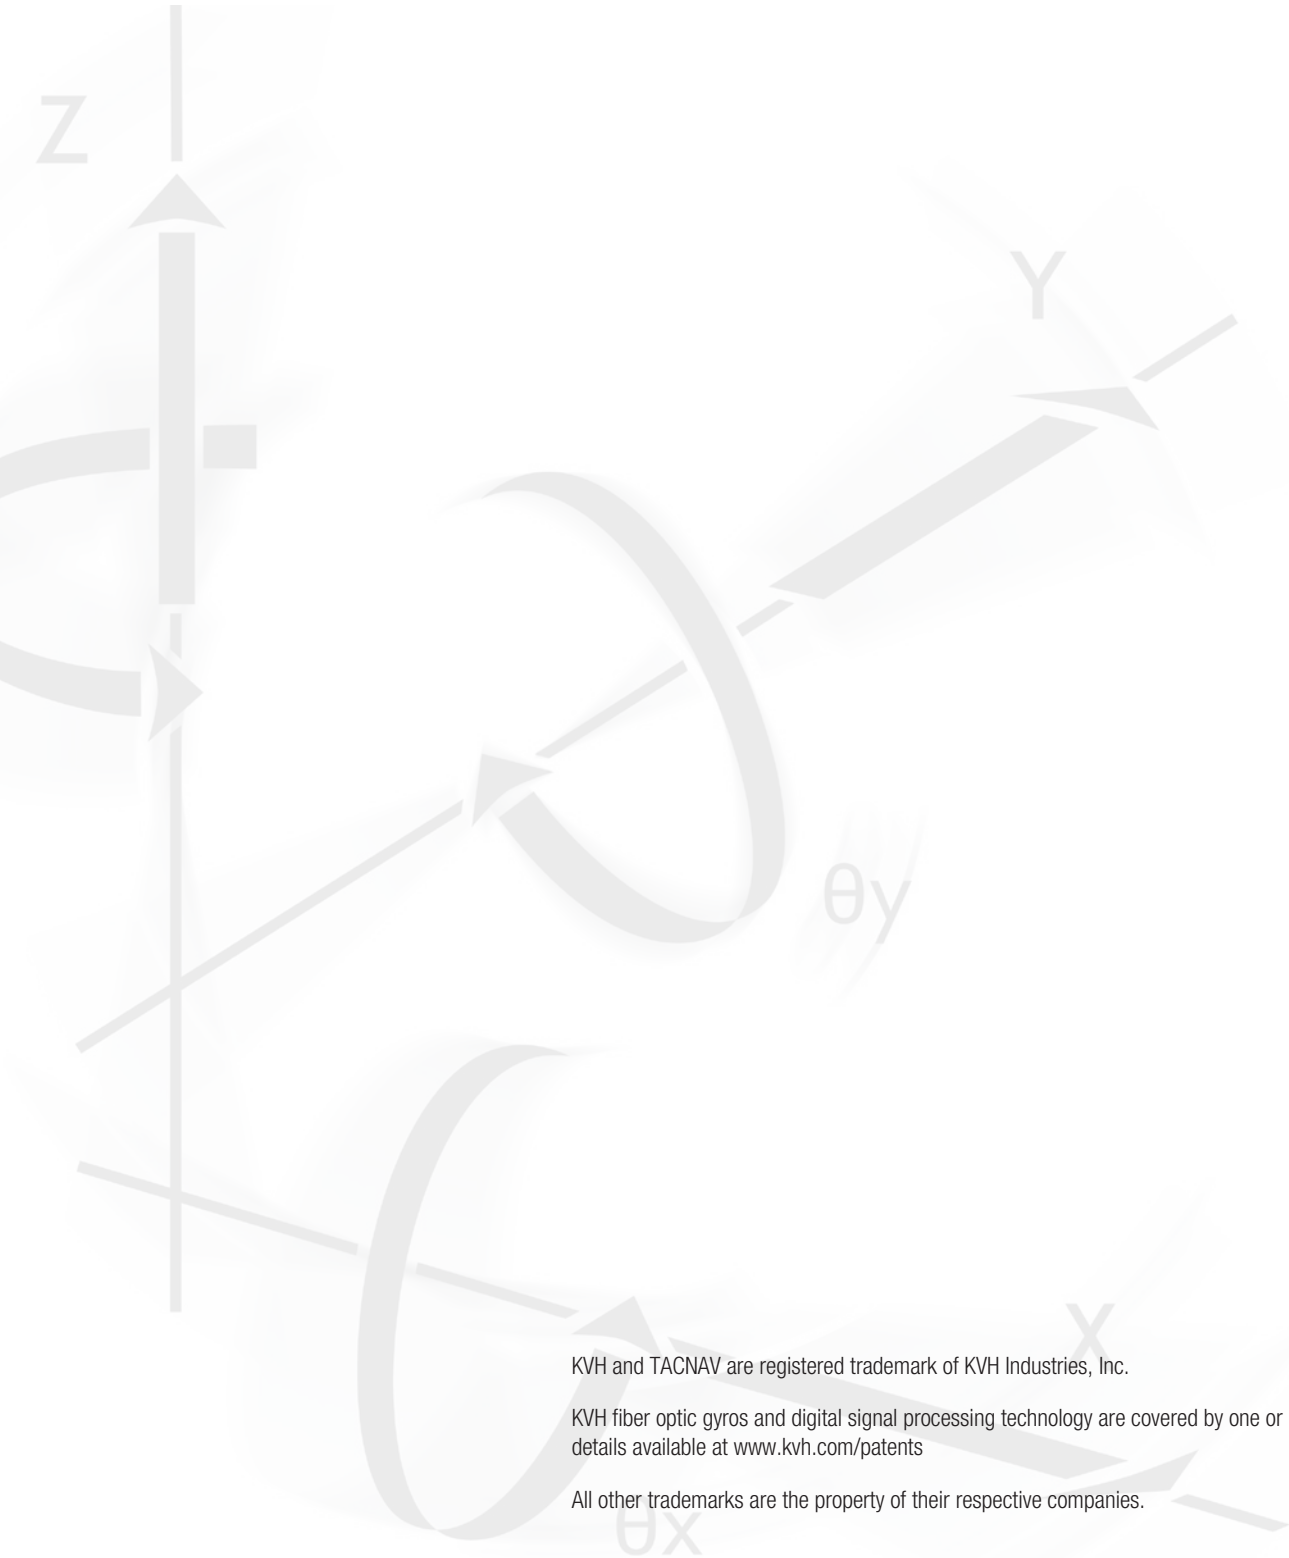 Z
Y
θy
X
KVH and TACNAV are registered trademark of KVH Industries, Inc.
KVH fiber optic gyros and digital signal processing technology are covered by one or
details available at www.kvh.com/patents
All other trademarks are the property of their respective companies.
θx